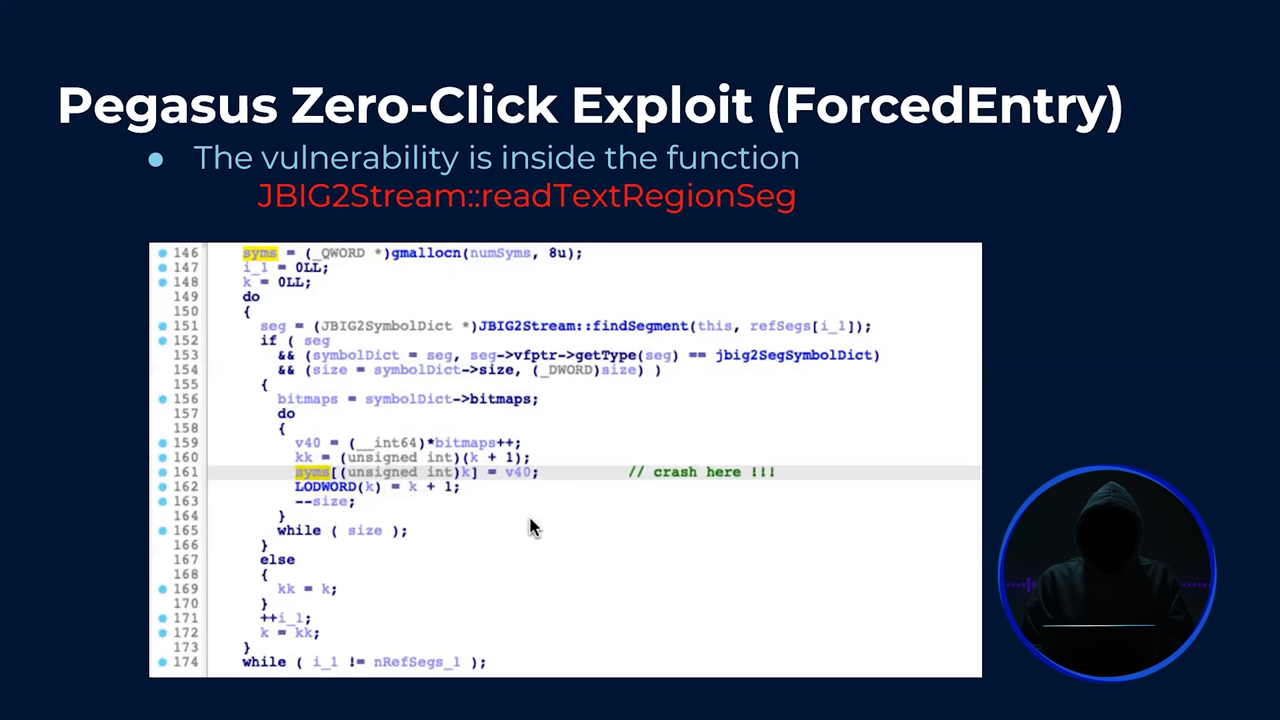 Pegasus Zero-Click Exploit (ForcedEntry)
● The vulnerability is inside the function
JBIG2Stream::readTextRegionSeg
146 syms = (_QWORD *)gmallocn(numSyms, 8u);
147 i_1 = 0LL;
148 k = 0LL;
149 do
150 {
151 seg = (JBIG2SymbolDict *)JBIG2Stream::findSegment(this, refSegs[i_1]);
152 if ( seg
153 && (symbolDict = seg, seg->vfptr->getType(seg) == jbig2SegSymbolDict)
154 && (size = symbolDict->size, (_DWORD)size) )
155 {
156 bitmaps = symbolDict->bitmaps;
157 do
158 {
159 v40 = (__int64)*bitmaps++;
160 kk = (unsigned int)(k + 1);
161 syms[(unsigned int)k] = v40; // crash here !!!
162 LODWORD(k) = k + 1;
163 --size;
164 }
165 while ( size );
166 }
167 else
168 {
169 kk = k;
170 }
171 ++i_1;
172 k = kk;
173 }
174 while ( i_1 != nRefSegs_1 );